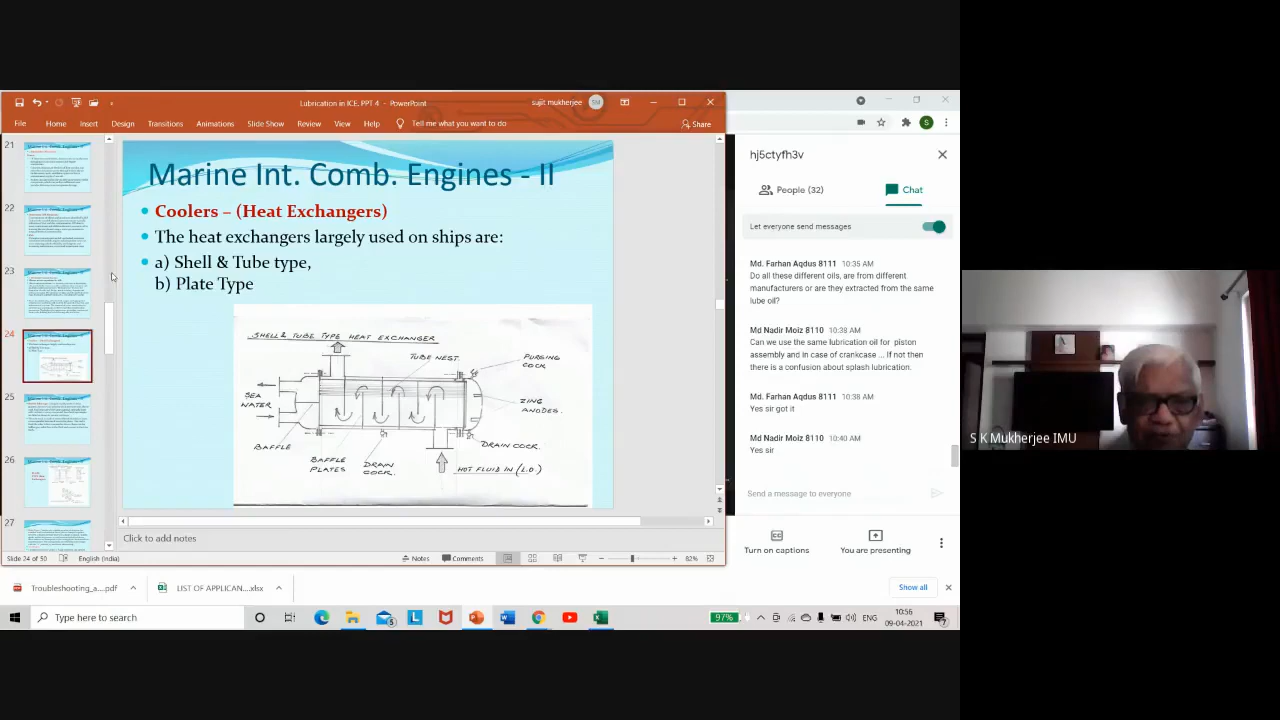 Lubrication in ICE. PPT 4 - PowerPoint
sujit mukherjee
SM
File Home Insert Design Transitions Animations Slide Show Review View Help Tell me what you want to do Share
21
22
23
24
25
26
27
Marine Int. Comb. Engines - II
Coolers – (Heat Exchangers)
The heat exchangers largely used on ships are:
a) Shell & Tube type,
b) Plate Type
SHELL & TUBE TYPE HEAT EXCHANGER
TUBE NEST.
PURGING
COCK
SEA
WATER
ZINC
ANODES
BAFFLE
BAFFLE
PLATES
DRAIN
COCK.
DRAIN COCK.
HOT FLUID IN (L.O.)
Click to add notes
Slide 24 of 50 English (India) Notes Comments 82%
hj5ctyfh3v
People (32) Chat
Let everyone send messages
Md. Farhan Aqdus 8111 10:35 AM
Do all these different oils, are from different
manufacturers or are they extracted from the same
lube oil?
Md Nadir Moiz 8110 10:38 AM
Can we use the same lubrication oil for piston
assembly and in case of crankcase ... If not then
there is a confusion about splash lubrication.
Md. Farhan Aqdus 8111 10:38 AM
Yes sir got it
Md Nadir Moiz 8110 10:40 AM
Yes sir
Send a message to everyone
Turn on captions You are presenting
S K Mukherjee IMU
Troubleshooting_a....pdf LIST OF APPLICAN....xlsx Show all
Type here to search 97% ENG 10:56
09-04-2021